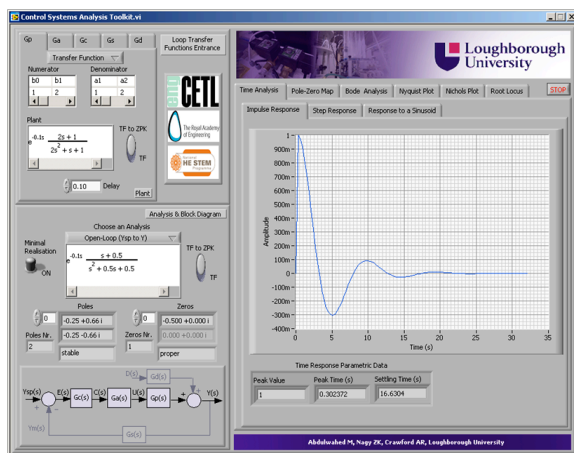 Control Systems Analysis Toolkit.vi
Gp Ga Gc Gs Gd
Transfer Function
Numerator Denominator
b0 b1 a1 a2
1 2 1 2
Plant
e^-0.1s 2s + 1
2s^2 + s + 1
TF to ZPK
TF
0.10 Delay
Plant
Loop Transfer
Functions Entrance
CETL
The Royal Academy
of Engineering
HE STEM
Analysis & Block Diagram
Choose an Analysis
Open-Loop (Ysp to Y)
Minimal
Realisation
ON
e^-0.1s s + 0.5
s^2 + 0.5s + 0.5
TF to ZPK
TF
Poles Zeros
0 -0.25 +0.66 i 0 -0.500 +0.000 i
-0.25 -0.66 i 0.000 +0.000 i
Poles Nr. Zeros Nr.
2 stable 1 proper
D(s) Gd(s)
Ysp(s) E(s) Gc(s) C(s) Ga(s) U(s) Gp(s) Y(s)
+ - + +
Ym(s) Gs(s)
Loughborough
University
Time Analysis Pole-Zero Map Bode Analysis Nyquist Plot Nichols Plot Root Locus STOP
Impulse Response Step Response Response to a Sinusoid
1
900m
800m
700m
600m
500m
400m
300m
200m
100m
0
-100m
-200m
-300m
-400m
Amplitude
0 5 10 15 20 25 30 35
Time (s)
Time Response Parametric Data
Peak Value Peak Time (s) Settling Time (s)
1 0.302372 16.6304
Abdulwahed M, Nagy ZK, Crawford AR, Loughborough University